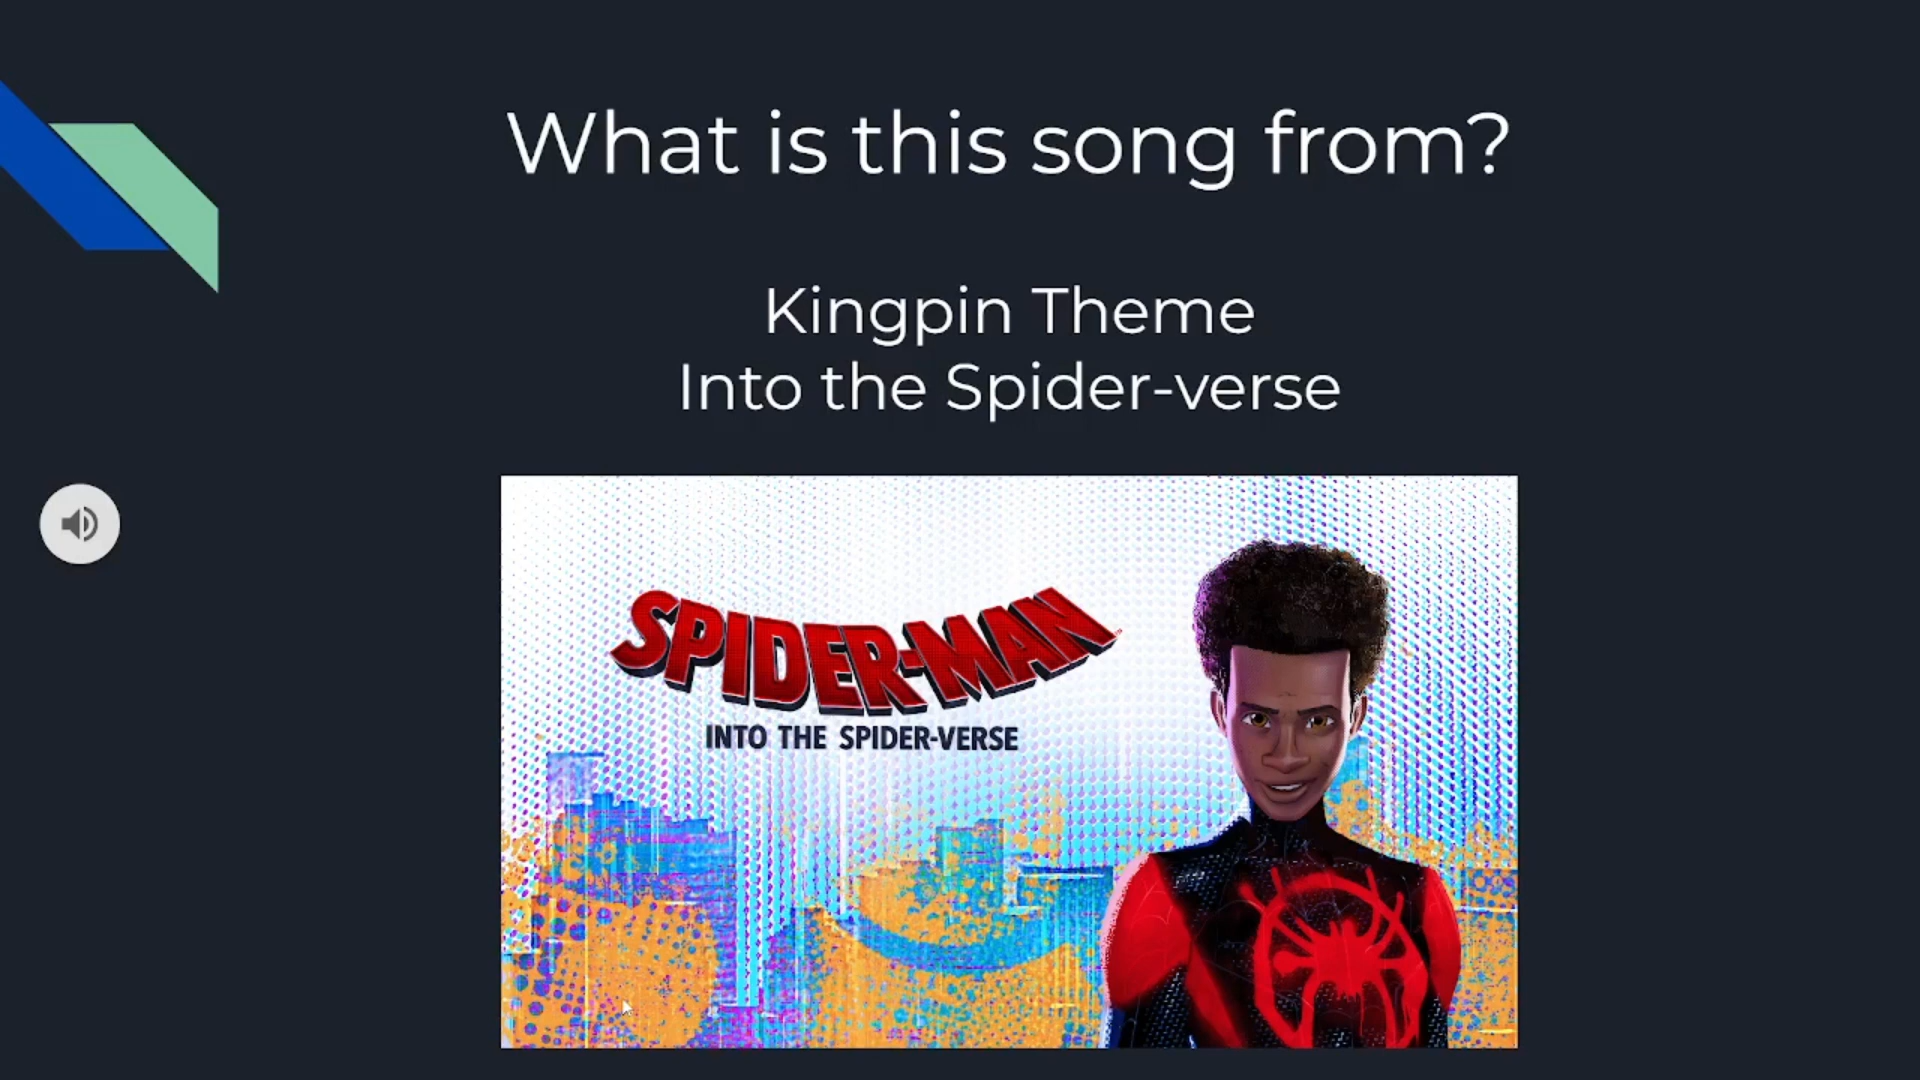 What is this song from?
Kingpin Theme
Into the Spider-verse
SPIDER-MAN
INTO THE SPIDER-VERSE